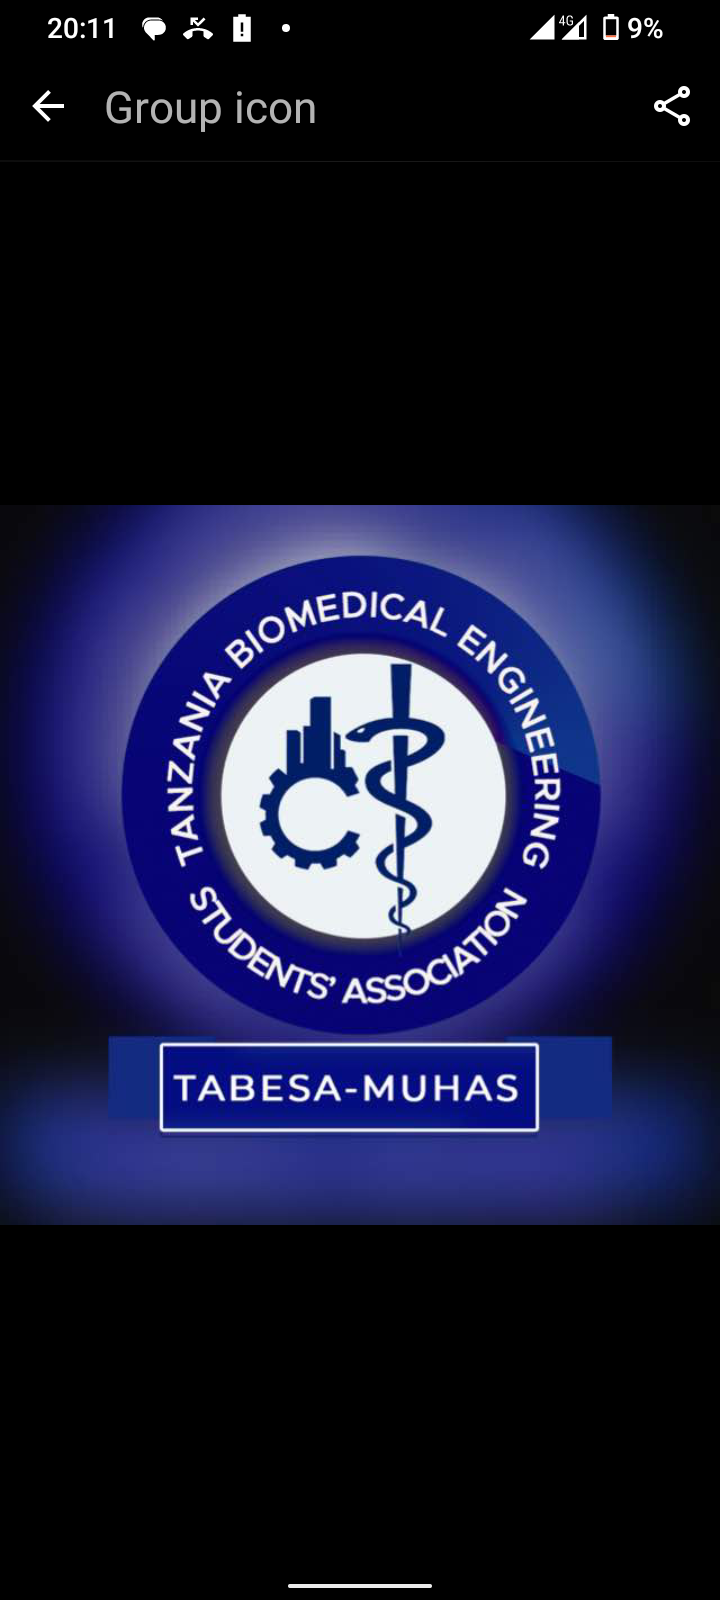 20:11
4G
9%
Group icon
TANZANIA BIOMEDICAL ENGINEERING
STUDENTS' ASSOCIATION
TABESA-MUHAS